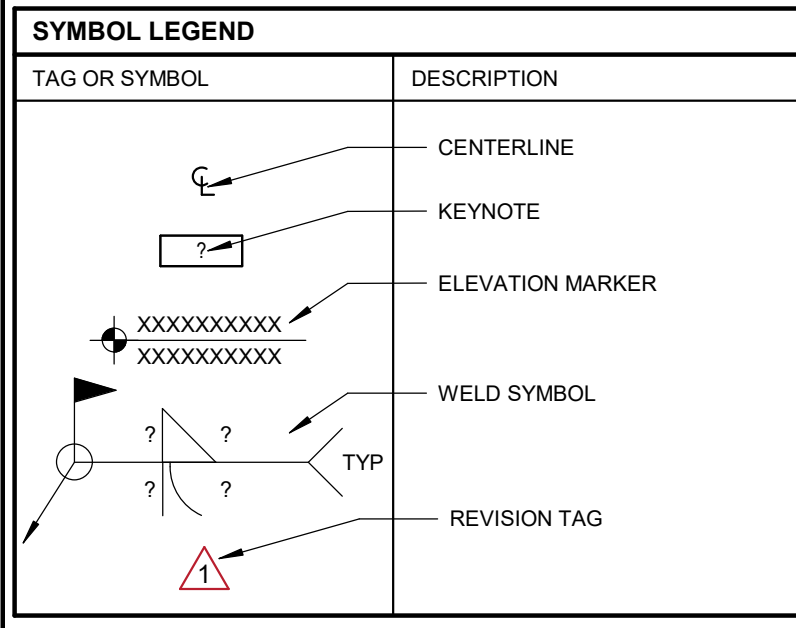 SYMBOL LEGEND
TAG OR SYMBOL
DESCRIPTION
℄
CENTERLINE
?
KEYNOTE
XXXXXXXXXX
XXXXXXXXXX
ELEVATION MARKER
? ?
? ?
TYP
WELD SYMBOL
1
REVISION TAG